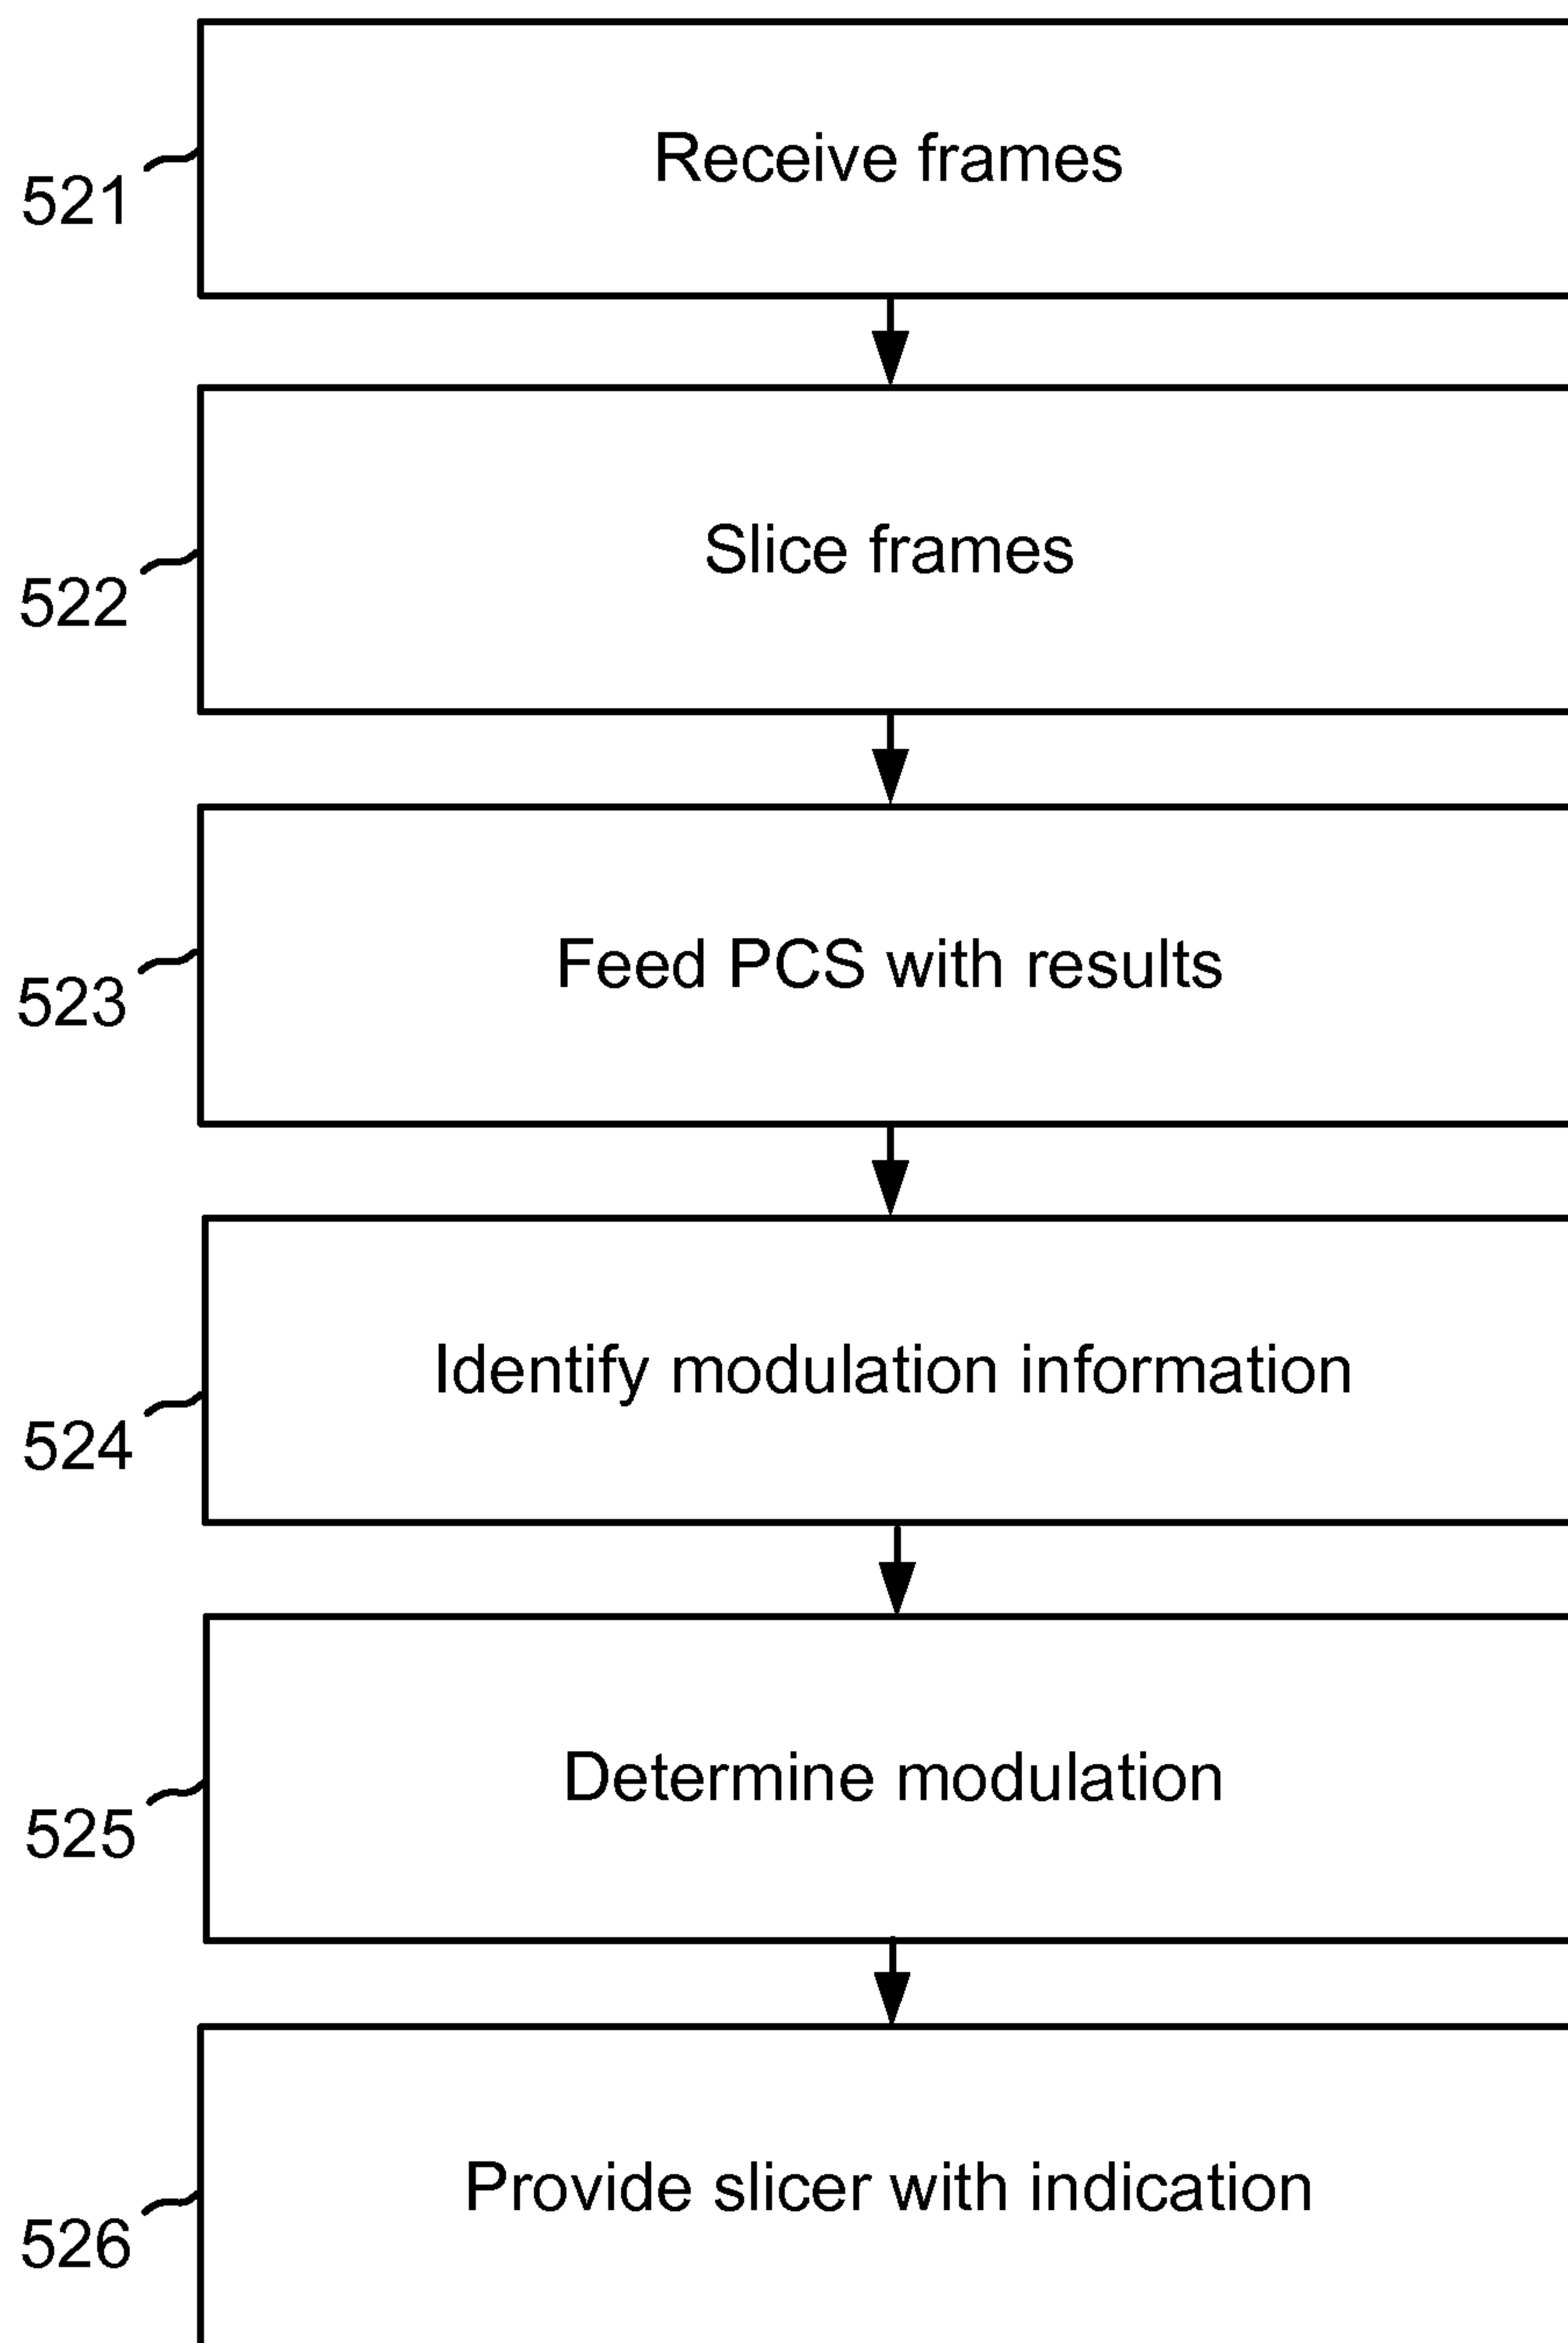 Receive frames
521
Slice frames
522
Feed PCS with results
523
Identify modulation information
524
Determine modulation
525
Provide slicer with indication
526